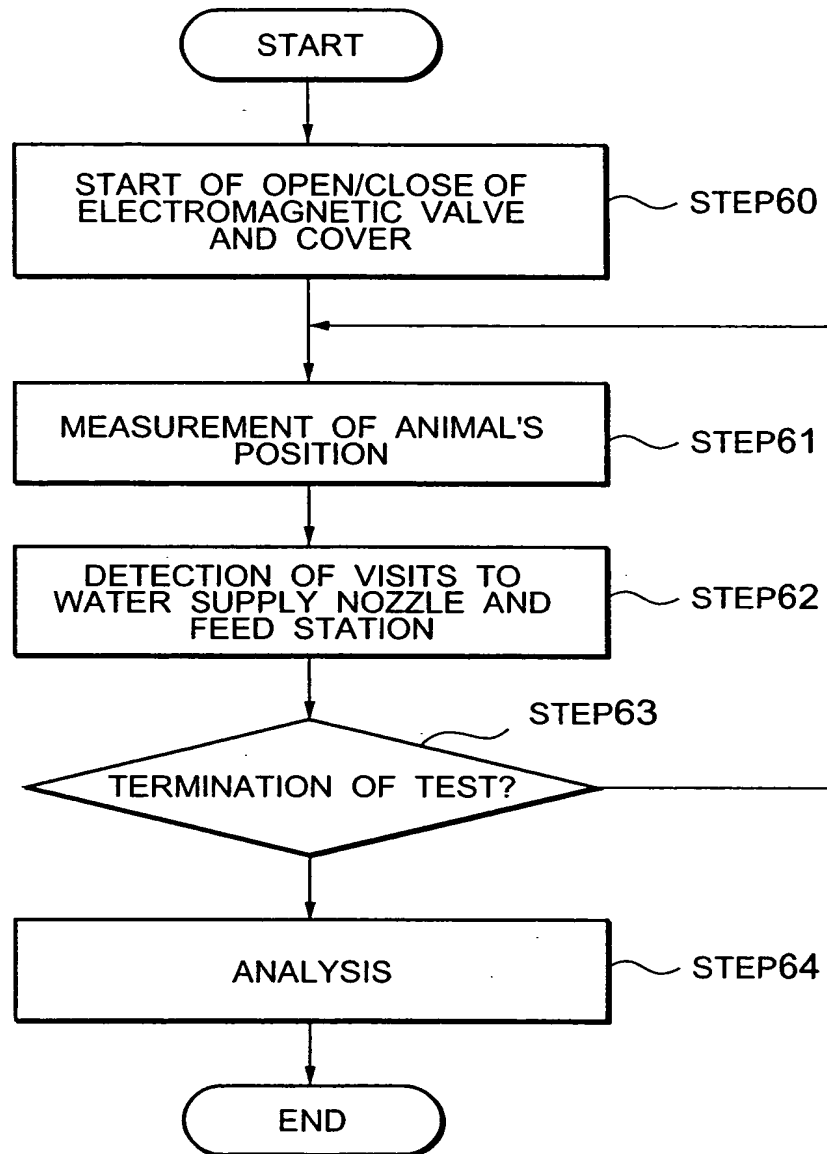 START
START OF OPEN/CLOSE OF
ELECTROMAGNETIC VALVE
AND COVER
STEP60
MEASUREMENT OF ANIMAL'S
POSITION
STEP61
DETECTION OF VISITS TO
WATER SUPPLY NOZZLE AND
FEED STATION
STEP62
STEP63
TERMINATION OF TEST?
ANALYSIS
STEP64
END